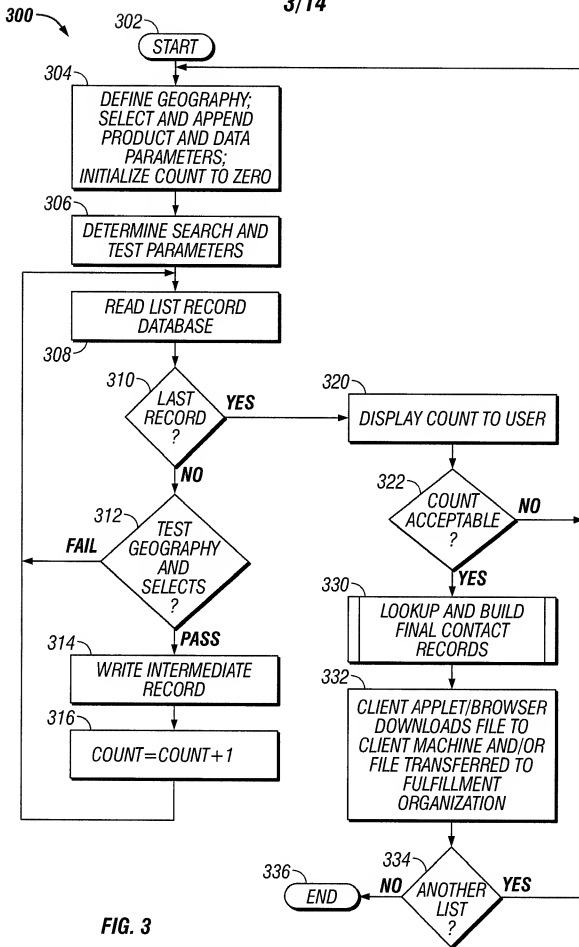 3/14
300
302
START
304
DEFINE GEOGRAPHY;
SELECT AND APPEND
PRODUCT AND DATA
PARAMETERS;
INITIALIZE COUNT TO ZERO
306
DETERMINE SEARCH AND
TEST PARAMETERS
READ LIST RECORD
DATABASE
308
310
LAST
RECORD
?
YES
NO
312
TEST
GEOGRAPHY
AND
SELECTS
?
FAIL
PASS
314
WRITE INTERMEDIATE
RECORD
316
COUNT=COUNT+1
320
DISPLAY COUNT TO USER
322
COUNT
ACCEPTABLE
?
NO
YES
330
LOOKUP AND BUILD
FINAL CONTACT
RECORDS
332
CLIENT APPLET/BROWSER
DOWNLOADS FILE TO
CLIENT MACHINE AND/OR
FILE TRANSFERRED TO
FULFILLMENT
ORGANIZATION
334
ANOTHER
LIST
?
YES
NO
336
END
FIG. 3